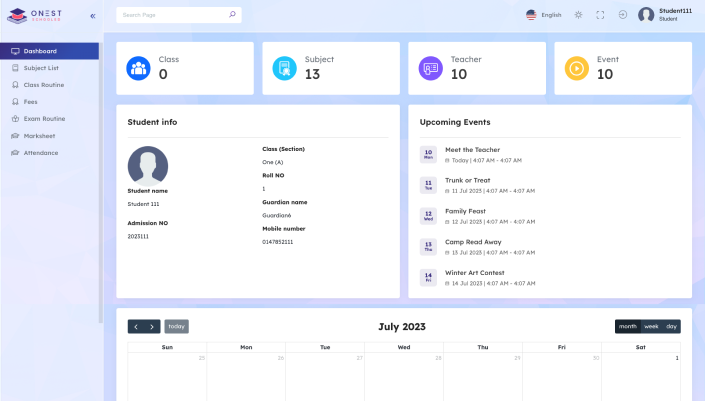 ONEST
SCHOOLED
Search Page
English
Student111
Student
Dashboard
Subject List
Class Routine
Fees
Exam Routine
Marksheet
Attendance
Class
0
Subject
13
Teacher
10
Event
10
Student info
Student name
Student 111
Admission NO
2023111
Class (Section)
One (A)
Roll NO
1
Guardian name
Guardian6
Mobile number
0147852111
Upcoming Events
10 Mon
Meet the Teacher
Today | 4:07 AM - 4:07 AM
11 Tue
Trunk or Treat
11 Jul 2023 | 4:07 AM - 4:07 AM
12 Wed
Family Feast
12 Jul 2023 | 4:07 AM - 4:07 AM
13 Thu
Camp Read Away
13 Jul 2023 | 4:07 AM - 4:07 AM
14 Fri
Winter Art Contest
14 Jul 2023 | 4:07 AM - 4:07 AM
today
July 2023
month week day
Sun Mon Tue Wed Thu Fri Sat
25 26 27 28 29 30 1